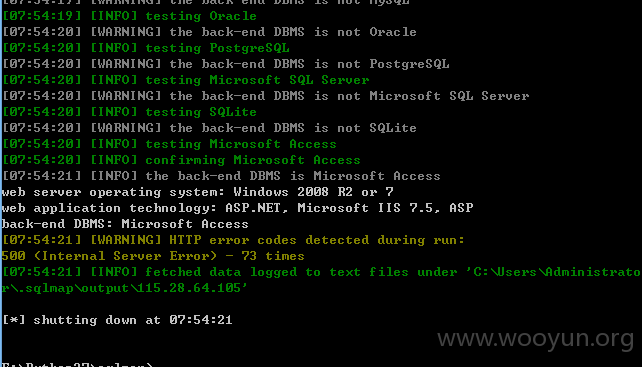 [07:54:19] [WARNING] the back-end DBMS is not MySQL
[07:54:19] [INFO] testing Oracle
[07:54:20] [WARNING] the back-end DBMS is not Oracle
[07:54:20] [INFO] testing PostgreSQL
[07:54:20] [WARNING] the back-end DBMS is not PostgreSQL
[07:54:20] [INFO] testing Microsoft SQL Server
[07:54:20] [WARNING] the back-end DBMS is not Microsoft SQL Server
[07:54:20] [INFO] testing SQLite
[07:54:20] [WARNING] the back-end DBMS is not SQLite
[07:54:20] [INFO] testing Microsoft Access
[07:54:20] [INFO] confirming Microsoft Access
[07:54:21] [INFO] the back-end DBMS is Microsoft Access
web server operating system: Windows 2008 R2 or 7
web application technology: ASP.NET, Microsoft IIS 7.5, ASP
back-end DBMS: Microsoft Access
[07:54:21] [WARNING] HTTP error codes detected during run:
500 (Internal Server Error) - 73 times
[07:54:21] [INFO] fetched data logged to text files under 'C:\Users\Administrato
r\.sqlmap\output\115.28.64.105'
[*] shutting down at 07:54:21
www.wooyun.org